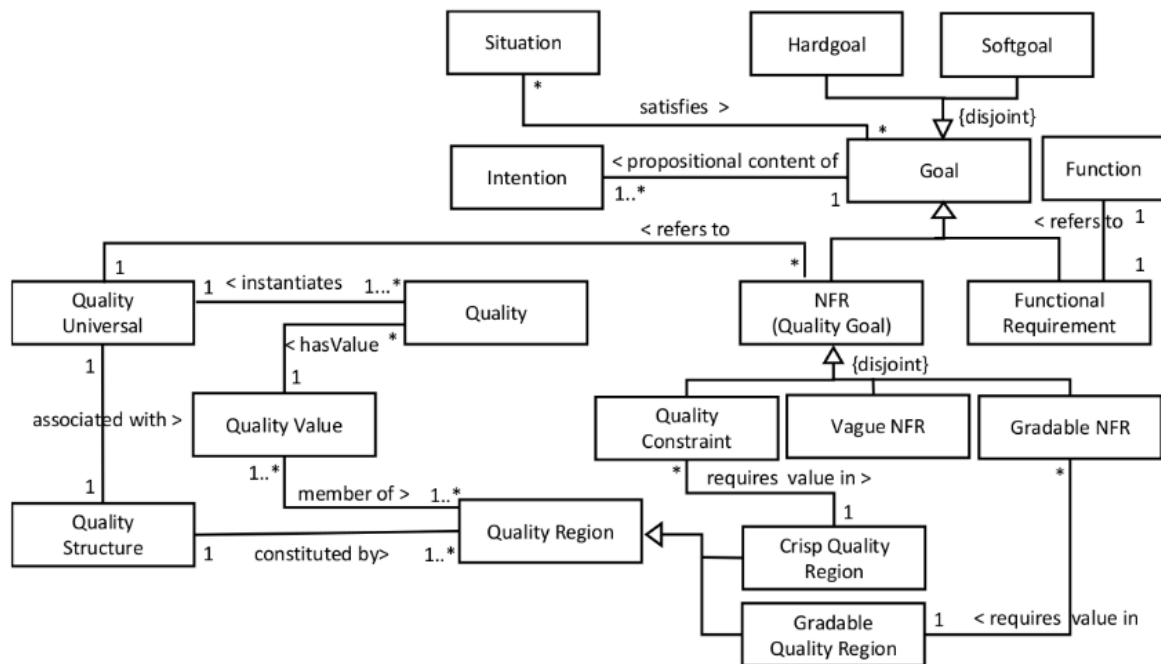 Situation
Hardgoal
Softgoal
*
satisfies >
{disjoint}
*
Intention
< propositional content of
Goal
Function
1..*
1
1
< refers to
< refers to
1
*
1
Quality
Universal
1
< instantiates
1...*
Quality
NFR
(Quality Goal)
Functional
Requirement
*
< hasValue
{disjoint}
1
1
associated with >
Quality Value
Quality
Constraint
Vague NFR
Gradable NFR
1..*
*
requires value in >
*
1
member of >
1..*
1
Quality
Structure
1
constituted by>
1..*
Quality Region
Crisp Quality
Region
Gradable
Quality Region
1
< requires value in